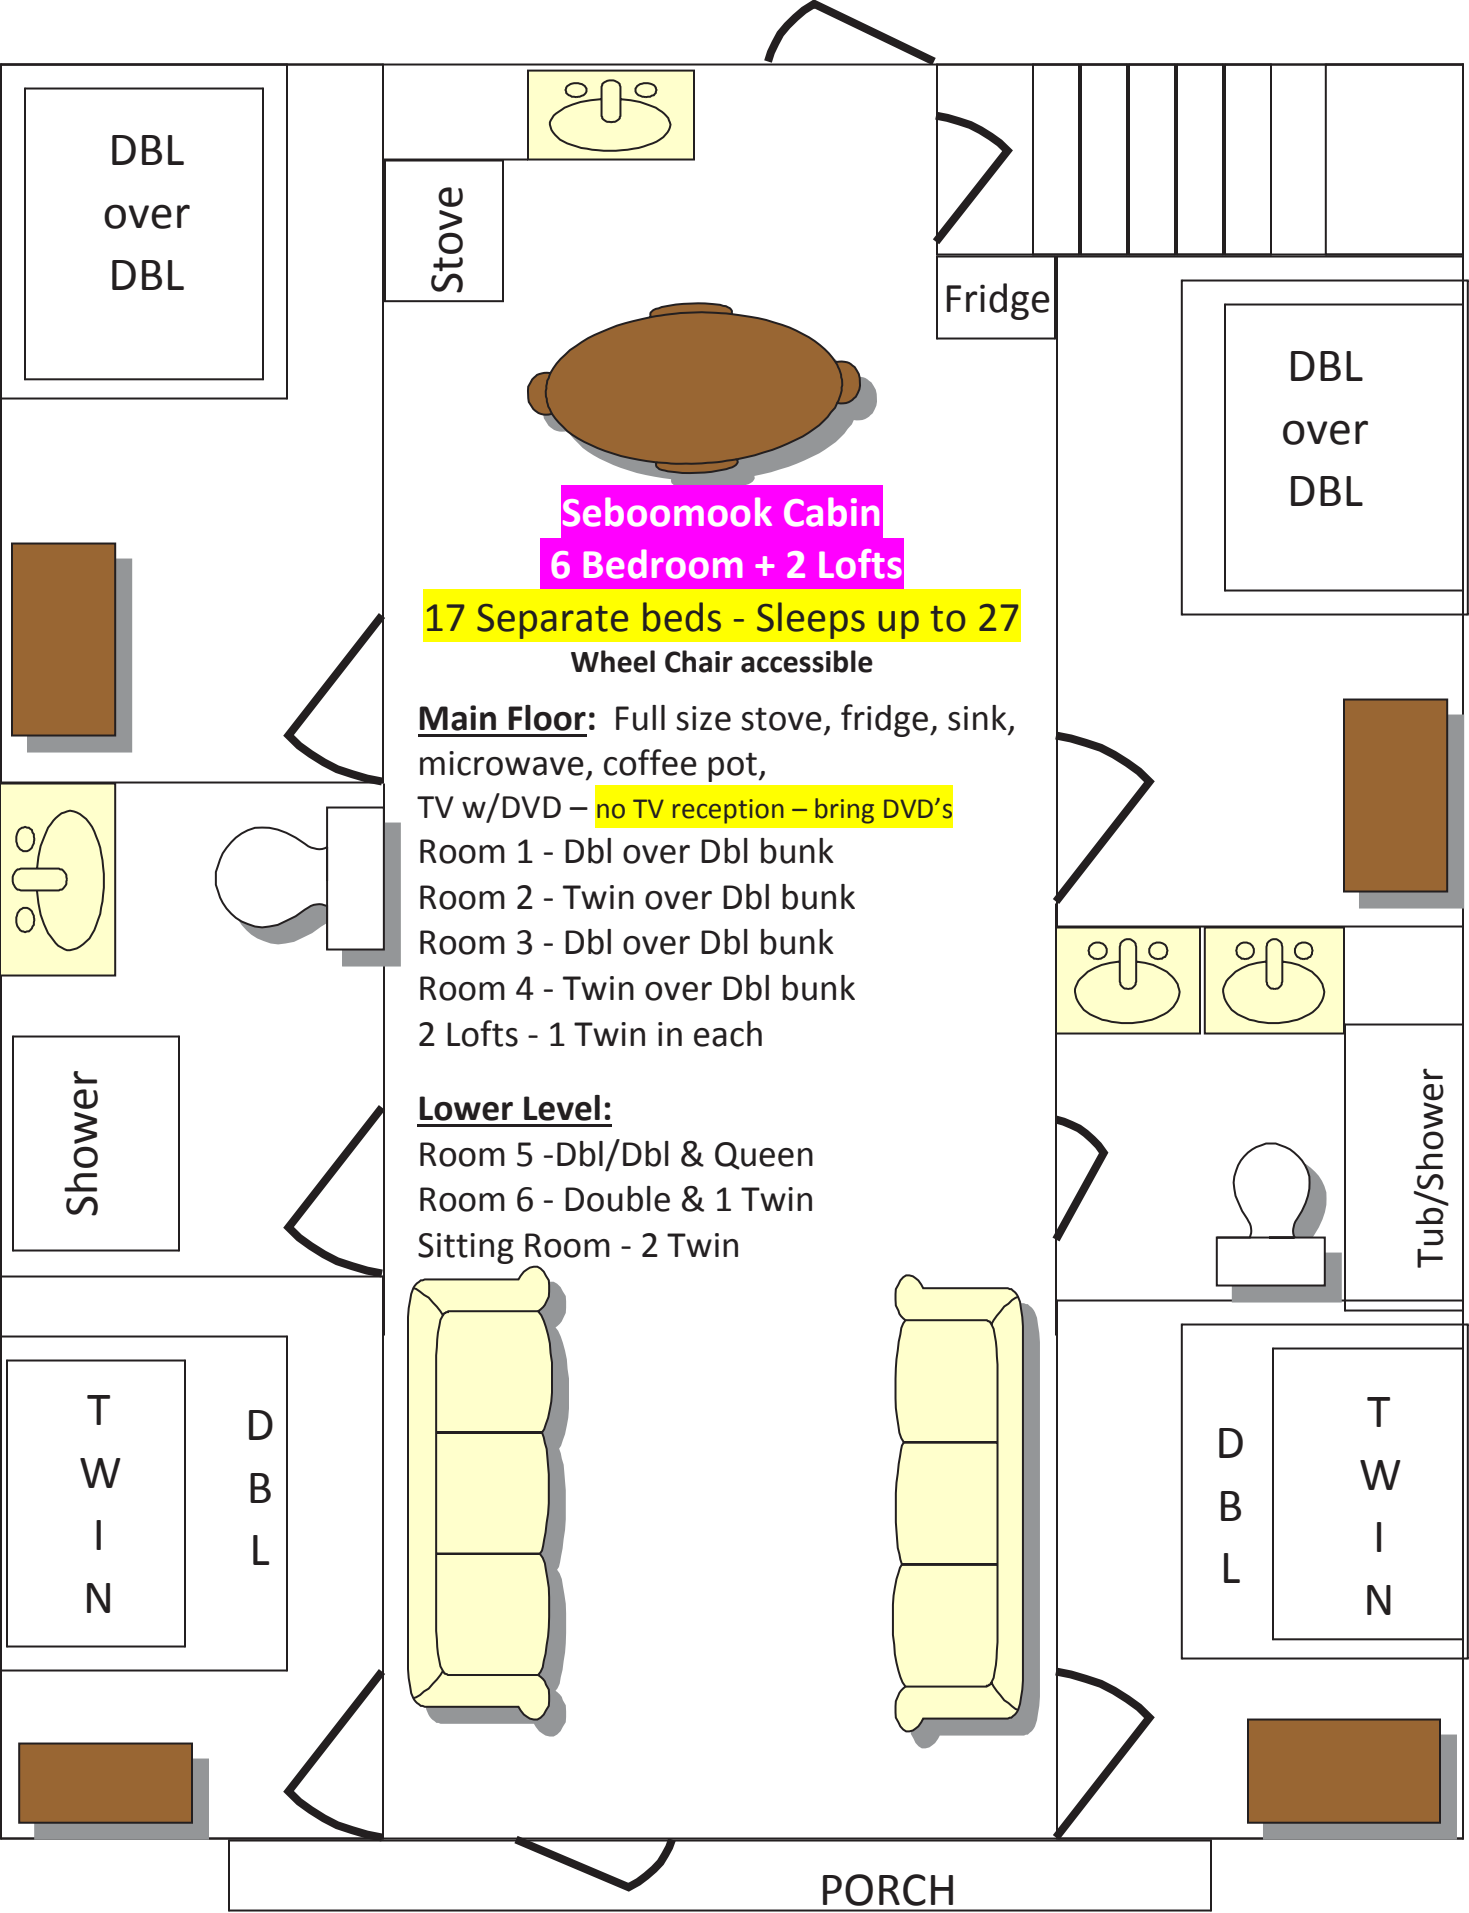 DBL
over
DBL
Stove
Fridge
DBL
over
DBL
Seboomook Cabin
6 Bedroom + 2 Lofts
17 Separate beds - Sleeps up to 27
Wheel Chair accessible
Main Floor: Full size stove, fridge, sink,
microwave, coffee pot,
TV w/DVD – no TV reception – bring DVD's
Room 1 - Dbl over Dbl bunk
Room 2 - Twin over Dbl bunk
Room 3 - Dbl over Dbl bunk
Room 4 - Twin over Dbl bunk
2 Lofts - 1 Twin in each
Lower Level:
Room 5 -Dbl/Dbl & Queen
Room 6 - Double & 1 Twin
Sitting Room - 2 Twin
Shower
Tub/Shower
TWIN
DBL
DBL
TWIN
PORCH